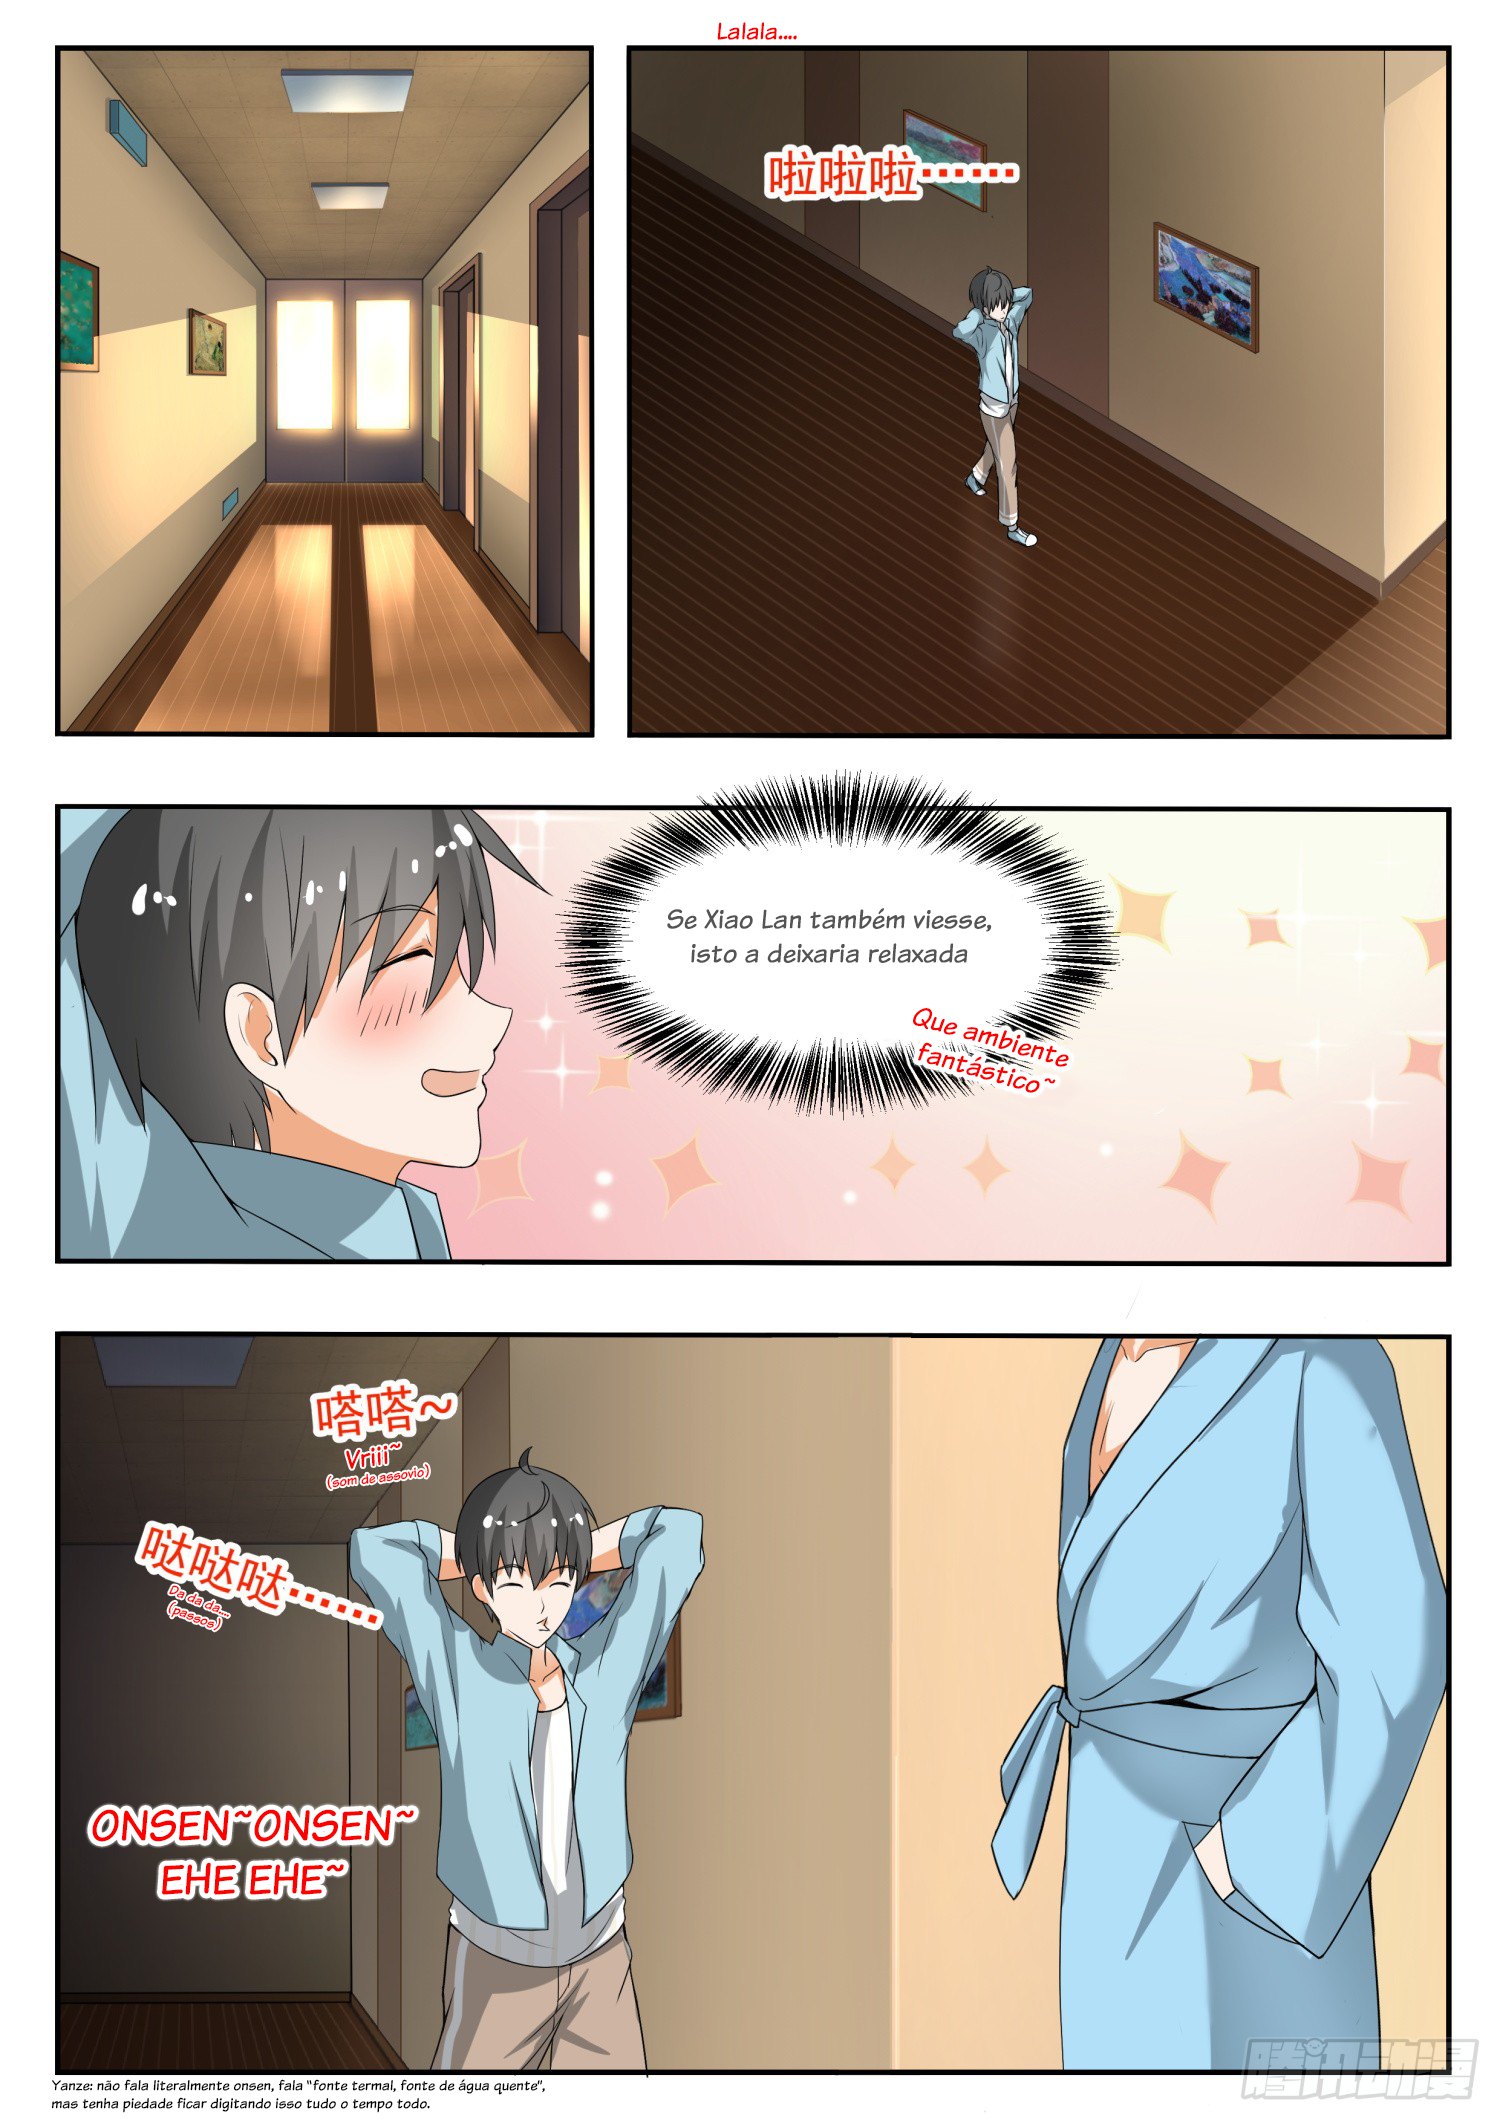 Lalala....
啦啦啦……
Se Xiao Lan também viesse,
isto a deixaria relaxada
Que ambiente
fantástico~
嗒嗒~
Vriii~
(som de assovio)
哒哒哒……
Da da da....
(passos)
ONSEN~ONSEN~
EHE EHE~
腾讯动漫
Yanze: não fala literalmente onsen, fala "fonte termal, fonte de água quente",
mas tenha piedade ficar digitando isso tudo o tempo todo.